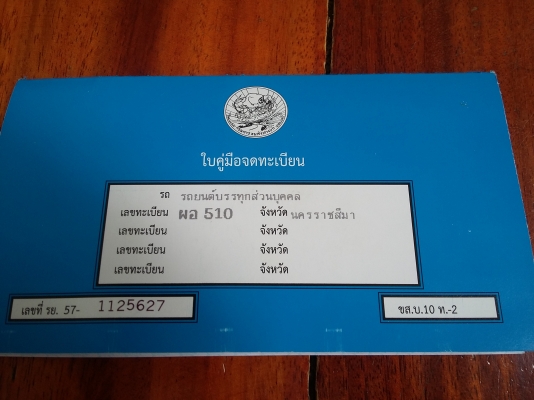 ใบคู่มือจดทะเบียน
รถ รถยนต์บรรทุกส่วนบุคคล
เลขทะเบียน ผอ 510 จังหวัด นครราชสีมา
เลขทะเบียน จังหวัด
เลขทะเบียน จังหวัด
เลขทะเบียน จังหวัด
เลขที่ รย. 57- 1125627
ขส.บ.10 ท.-2